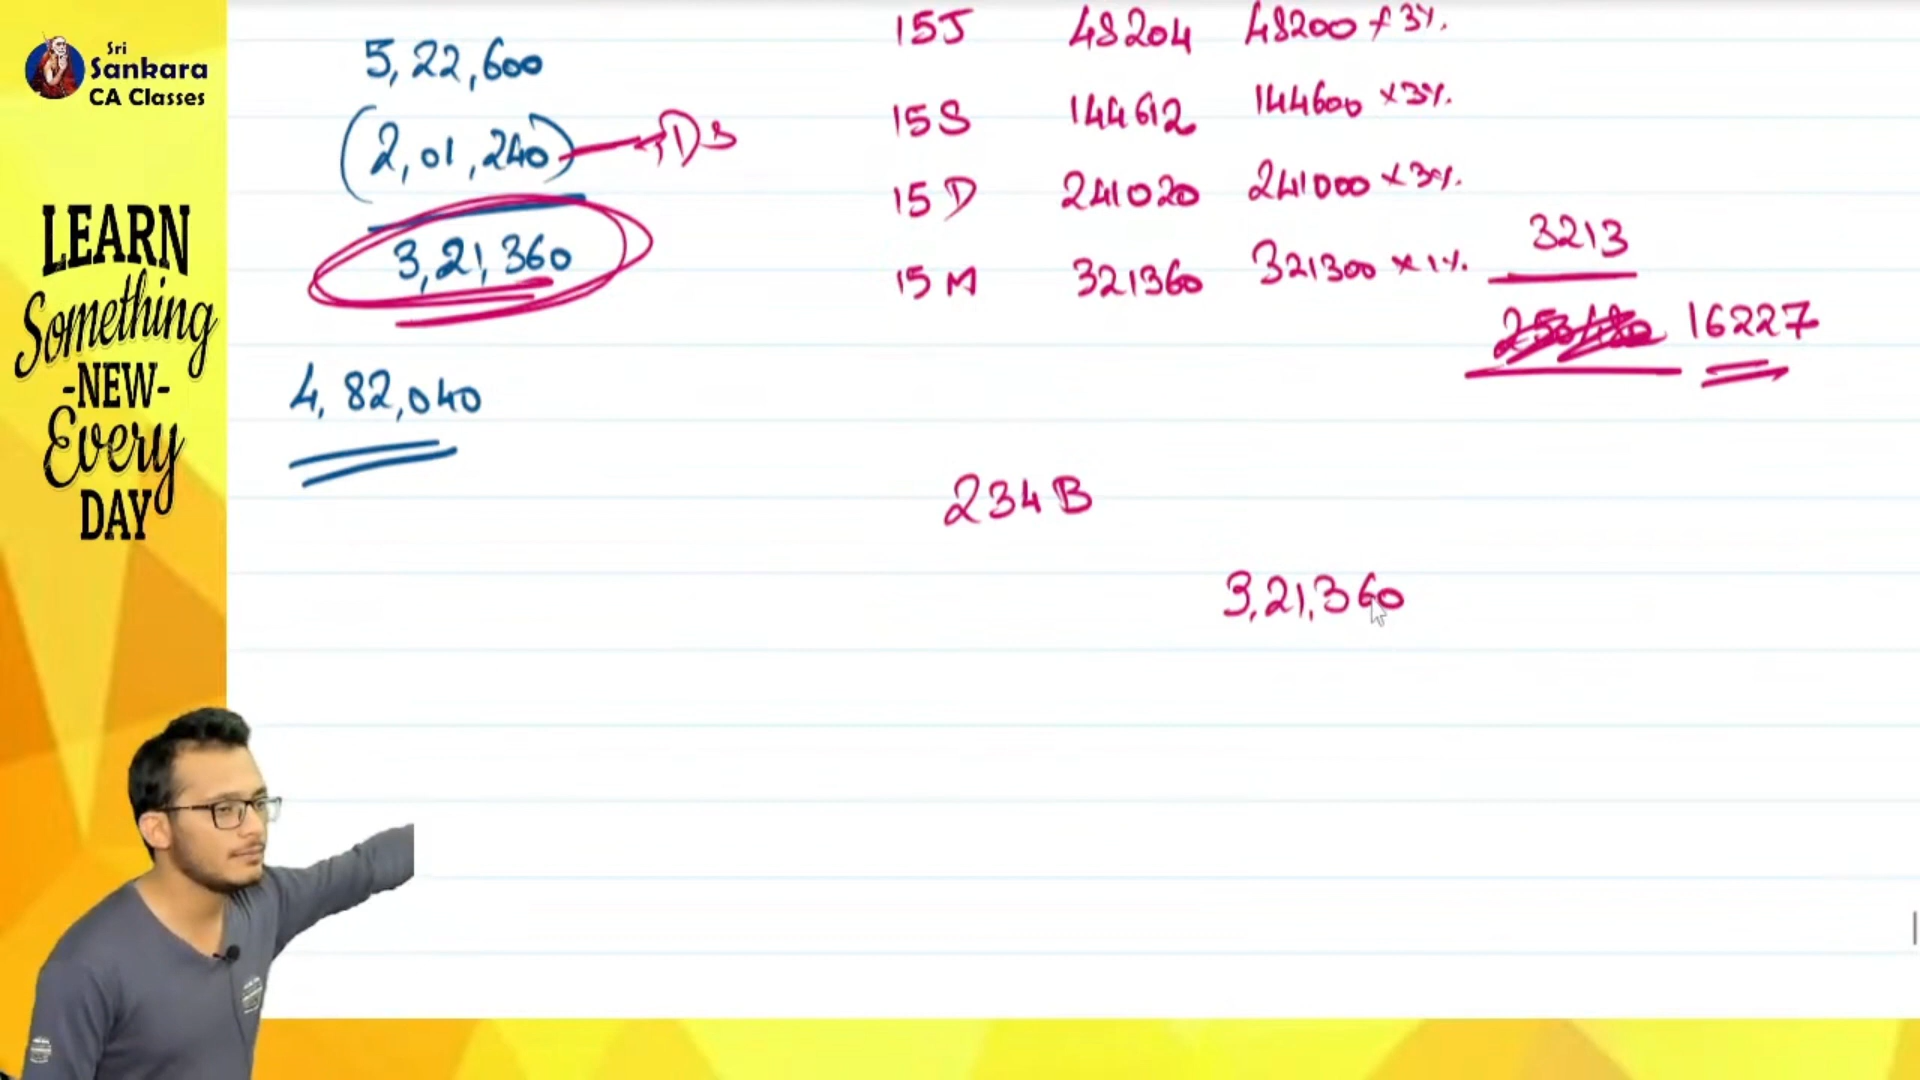 Sri
Sankara
CA Classes
LEARN
Something
-NEW-
Every
DAY
5,22,600
(2,01,240)
3,21,360
4,82,040
15J 48204 48200 × 3%.
15S 144612 144600 × 3%.
15D 241020 241000 × 3%.
15M 321360 321300 × 1%. 3213
16227
234B
3,21,360